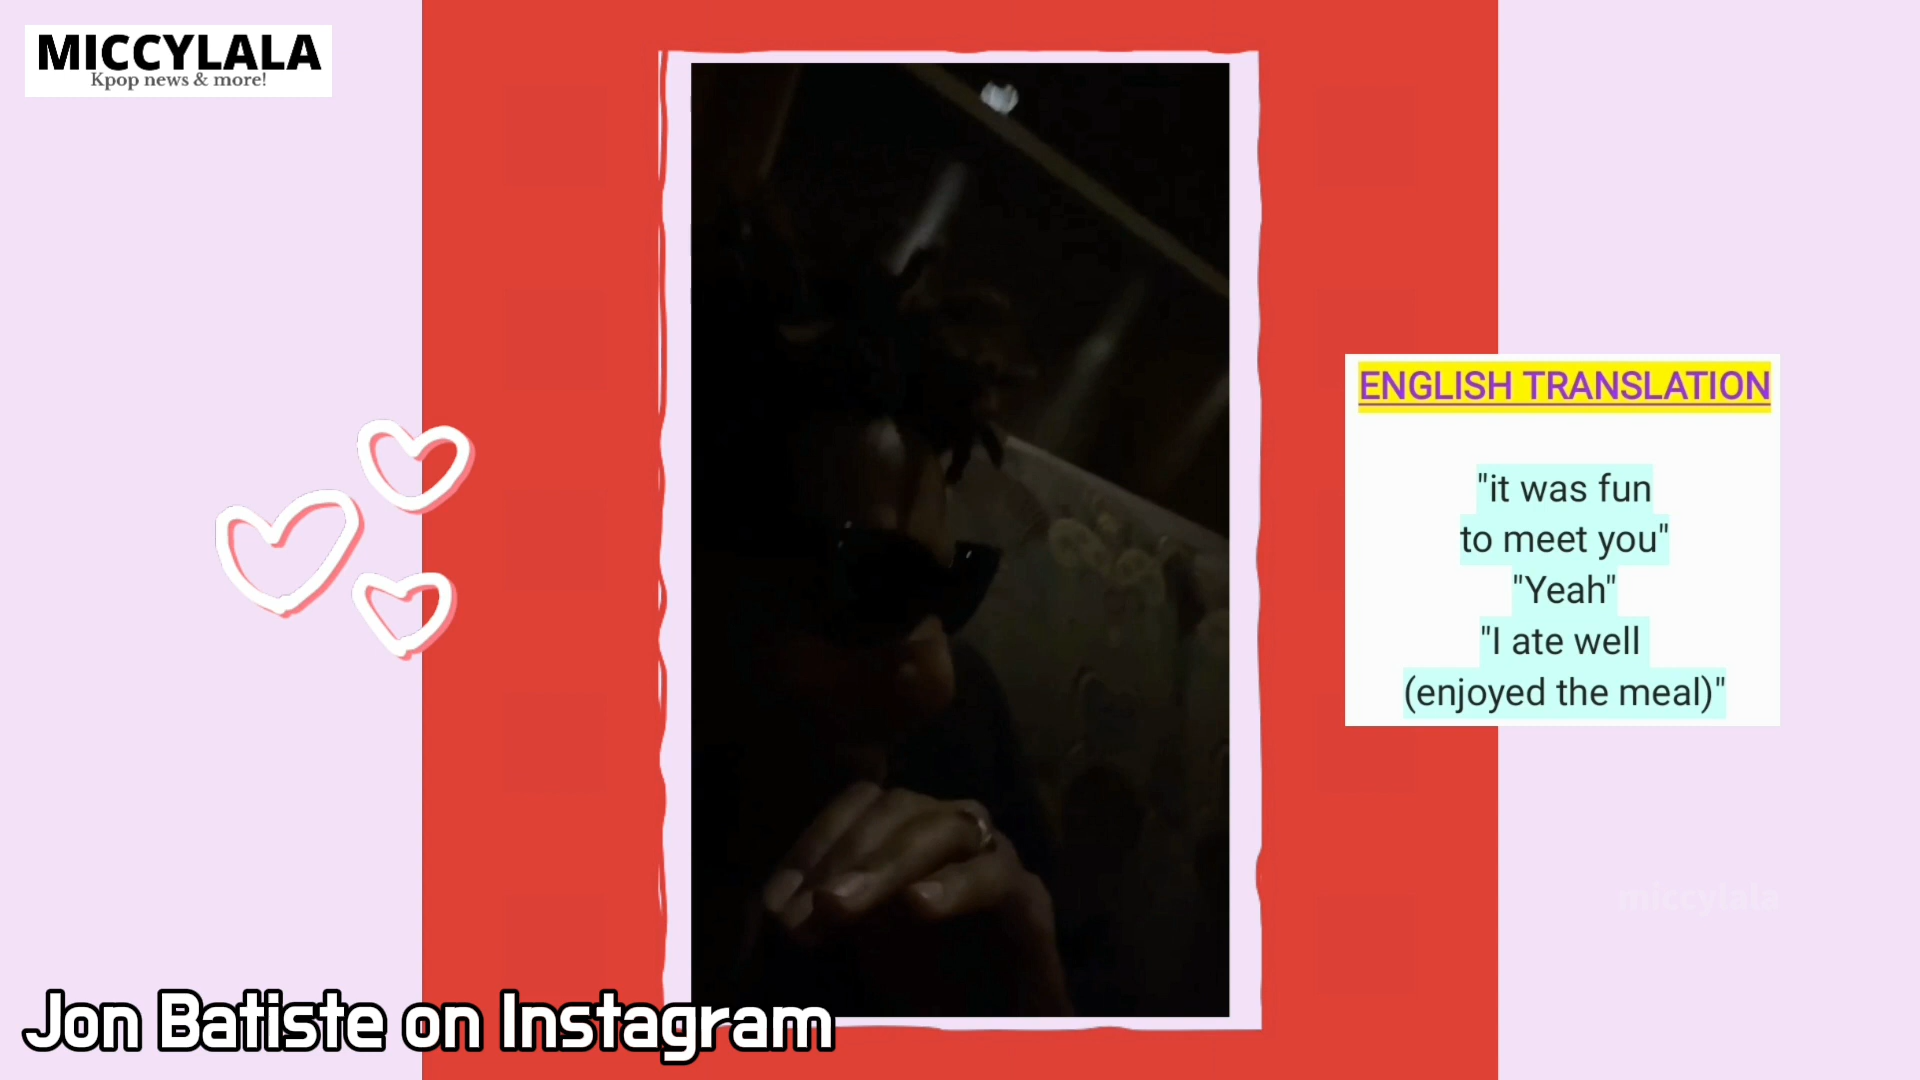 MICCYLALA
Kpop news & more!
ENGLISH TRANSLATION
"it was fun
to meet you"
"Yeah"
"I ate well
(enjoyed the meal)"
miccylala
Jon Batiste on Instagram